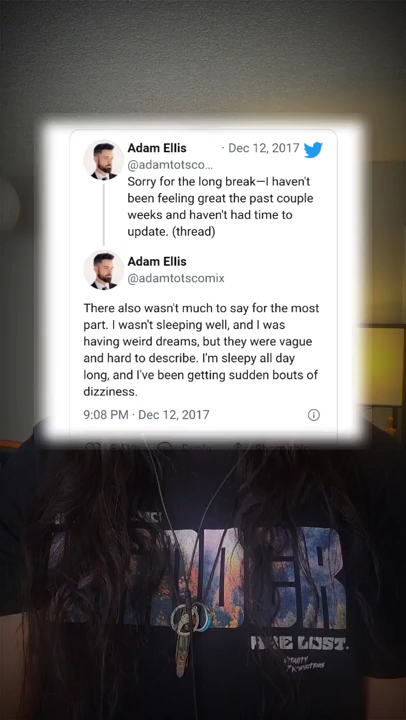 Adam Ellis · Dec 12, 2017
@adamtotsco...
Sorry for the long break—I haven't
been feeling great the past couple
weeks and haven't had time to
update. (thread)
Adam Ellis
@adamtotscomix
There also wasn't much to say for the most
part. I wasn't sleeping well, and I was
having weird dreams, but they were vague
and hard to describe. I'm sleepy all day
long, and I've been getting sudden bouts of
dizziness.
9:08 PM · Dec 12, 2017
ARE LOST.